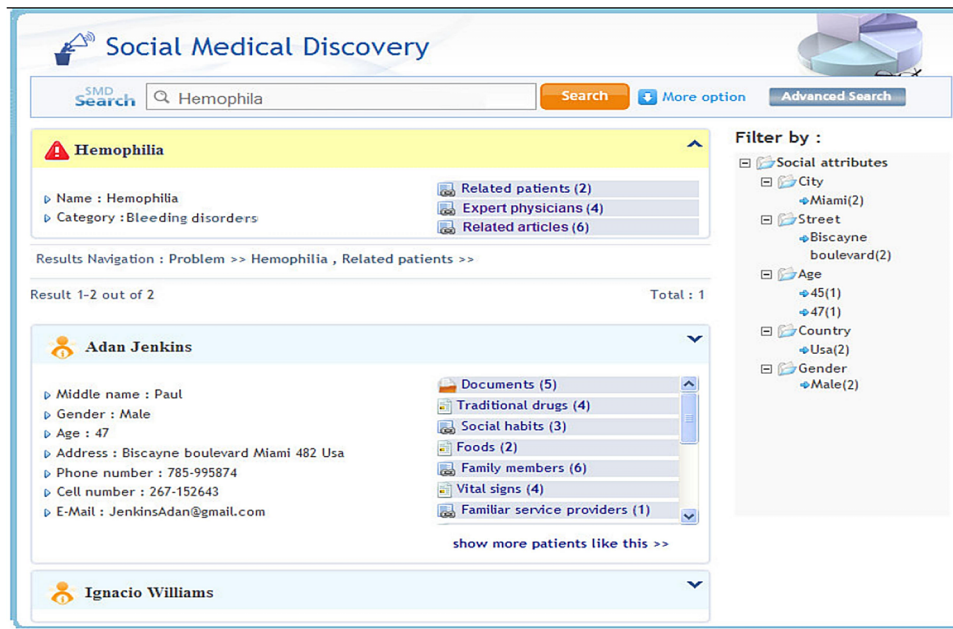 Social Medical Discovery
SMD
Search
Hemophila
Search
More option
Advanced Search
Hemophilia
Name : Hemophilia
Category :Bleeding disorders
Related patients (2)
Expert physicians (4)
Related articles (6)
Results Navigation : Problem >> Hemophilia , Related patients >>
Result 1-2 out of 2
Total : 1
Adan Jenkins
Middle name : Paul
Gender : Male
Age : 47
Address : Biscayne boulevard Miami 482 Usa
Phone number : 785-995874
Cell number : 267-152643
E-Mail : JenkinsAdan@gmail.com
Documents (5)
Traditional drugs (4)
Social habits (3)
Foods (2)
Family members (6)
Vital signs (4)
Familiar service providers (1)
show more patients like this >>
Ignacio Williams
Filter by :
Social attributes
City
Miami(2)
Street
Biscayne
boulevard(2)
Age
45(1)
47(1)
Country
Usa(2)
Gender
Male(2)